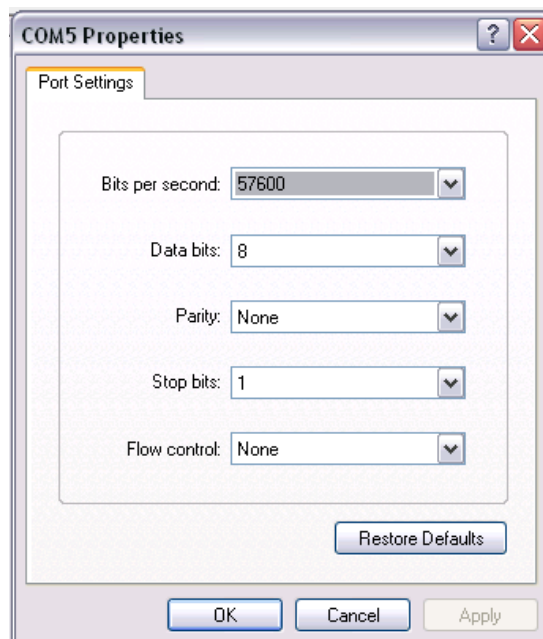 COM5 Properties
Port Settings
Bits per second: 57600
Data bits: 8
Parity: None
Stop bits: 1
Flow control: None
Restore Defaults
OK Cancel Apply